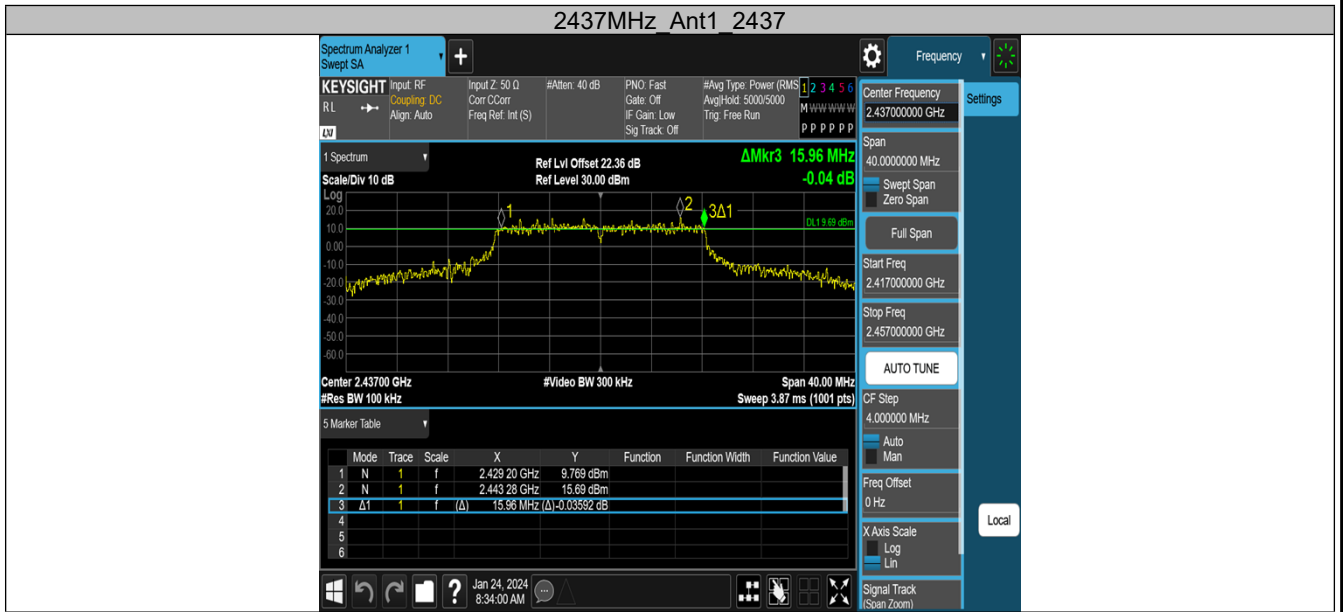 2437MHz_Ant1_2437
Spectrum Analyzer 1
Swept SA
+
Frequency
KEYSIGHT
RL
LXI
Input: RF
Coupling: DC
Align: Auto
Input Z: 50 Ω
Corr CCorr
Freq Ref: Int (S)
#Atten: 40 dB
PNO: Fast
Gate: Off
IF Gain: Low
Sig Track: Off
#Avg Type: Power (RMS
Avg|Hold: 5000/5000
Trig: Free Run
1 2 3 4 5 6
M W W W W W
P P P P P P
1 Spectrum
Scale/Div 10 dB
Ref Lvl Offset 22.36 dB
Ref Level 30.00 dBm
ΔMkr3 15.96 MHz
-0.04 dB
Log
20.0
10.0
0.00
-10.0
-20.0
-30.0
-40.0
-50.0
-60.0
1
2
3Δ1
DL1 9.69 dBm
Center 2.43700 GHz
#Res BW 100 kHz
#Video BW 300 kHz
Span 40.00 MHz
Sweep 3.87 ms (1001 pts)
5 Marker Table
Mode Trace Scale X Y Function Function Width Function Value
1 N 1 f 2.429 20 GHz 9.769 dBm
2 N 1 f 2.443 28 GHz 15.69 dBm
3 Δ1 1 f (Δ) 15.96 MHz (Δ)-0.03592 dB
4
5
6
?
Jan 24, 2024
8:34:00 AM
Center Frequency
2.437000000 GHz
Settings
Span
40.0000000 MHz
Swept Span
Zero Span
Full Span
Start Freq
2.417000000 GHz
Stop Freq
2.457000000 GHz
AUTO TUNE
CF Step
4.000000 MHz
Auto
Man
Freq Offset
0 Hz
Local
X Axis Scale
Log
Lin
Signal Track
(Span Zoom)